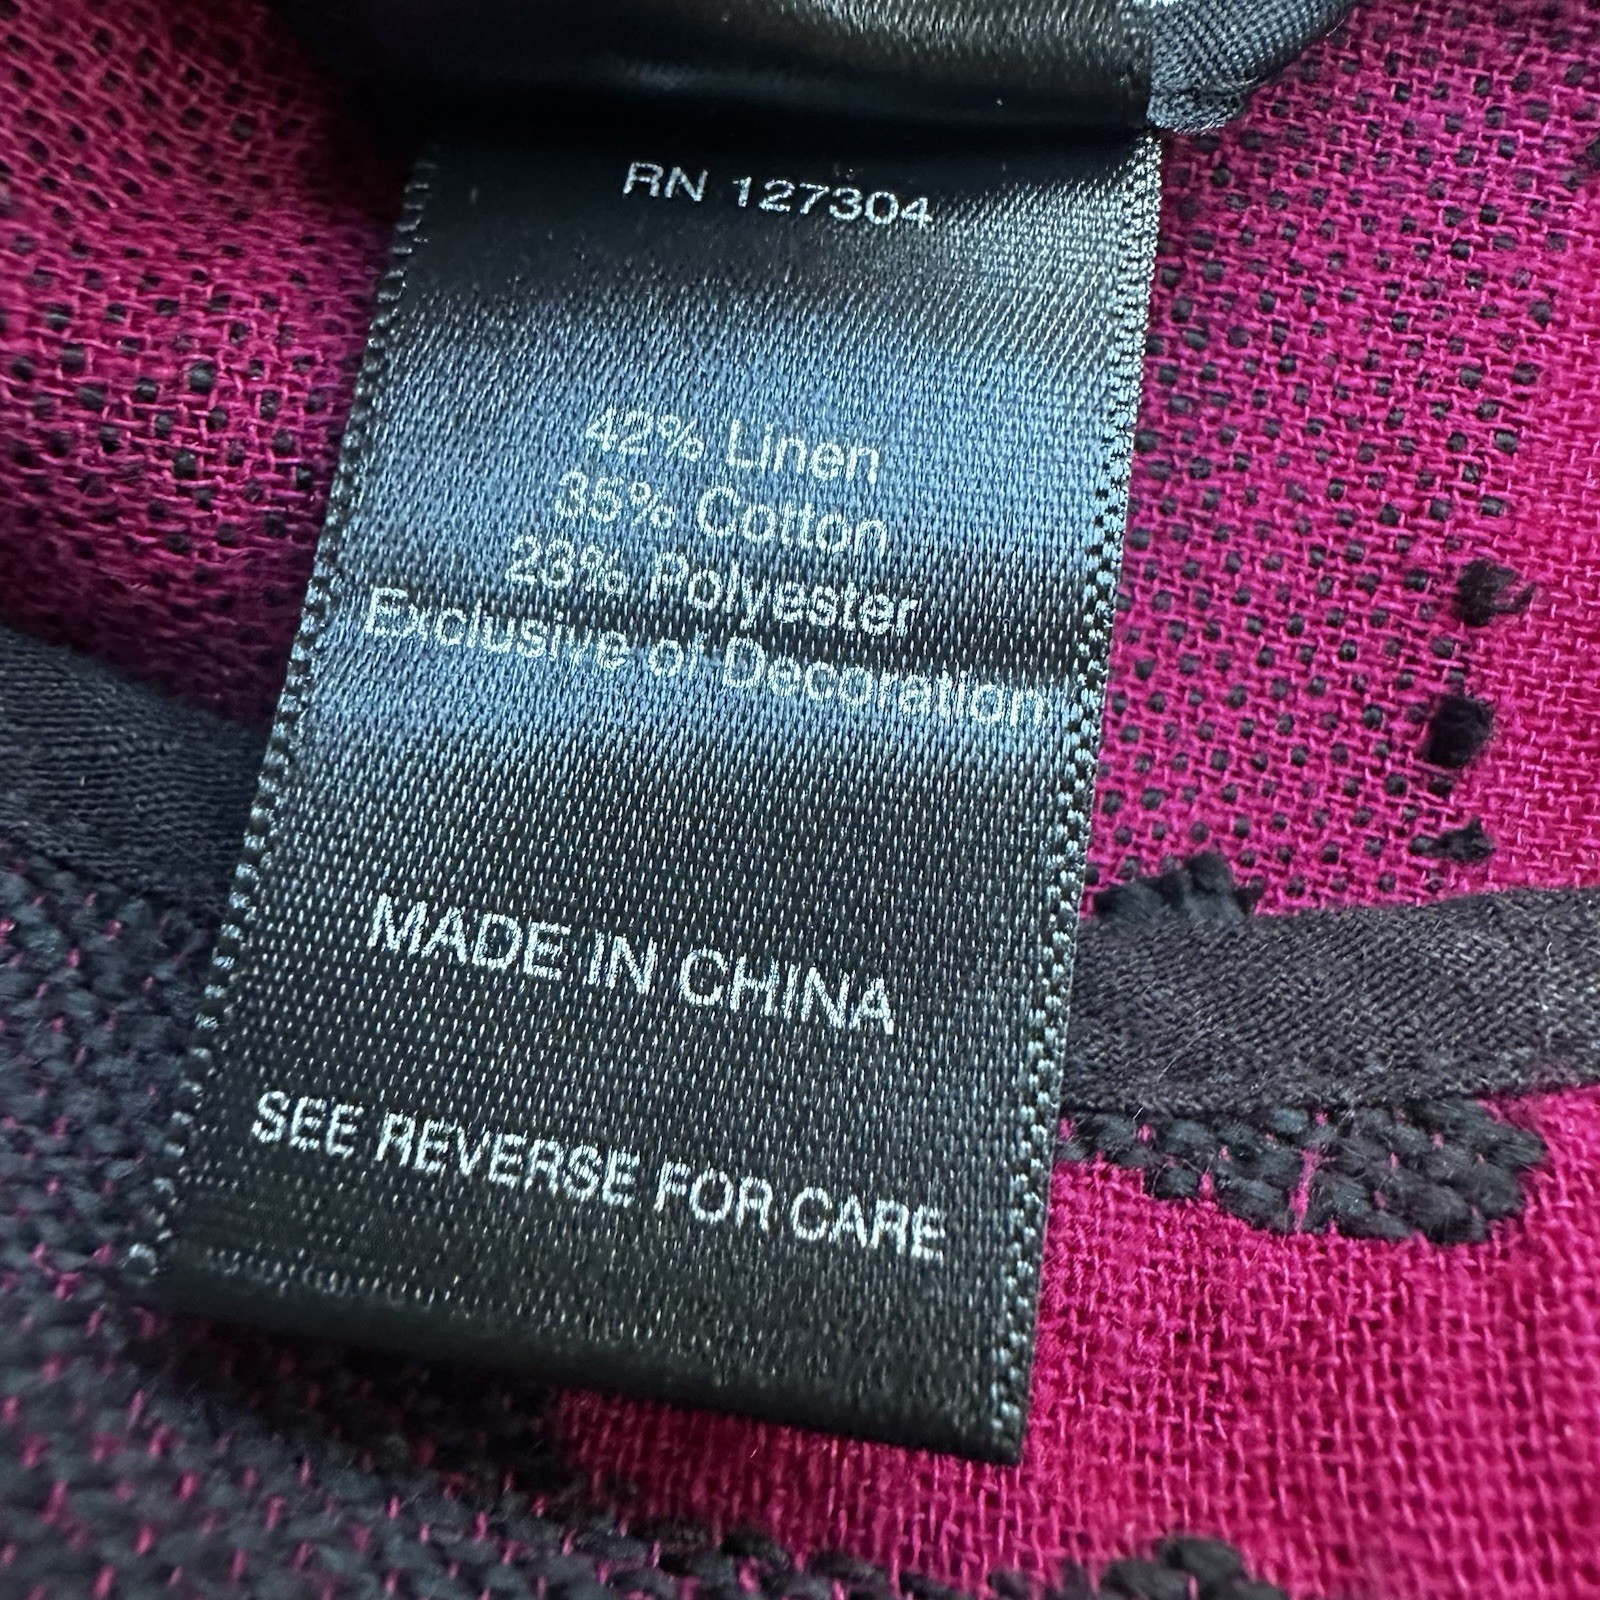 RN 127304
42% Linen
35% Cotton
23% Polyester
Exclusive of Decoration
MADE IN CHINA
SEE REVERSE FOR CARE